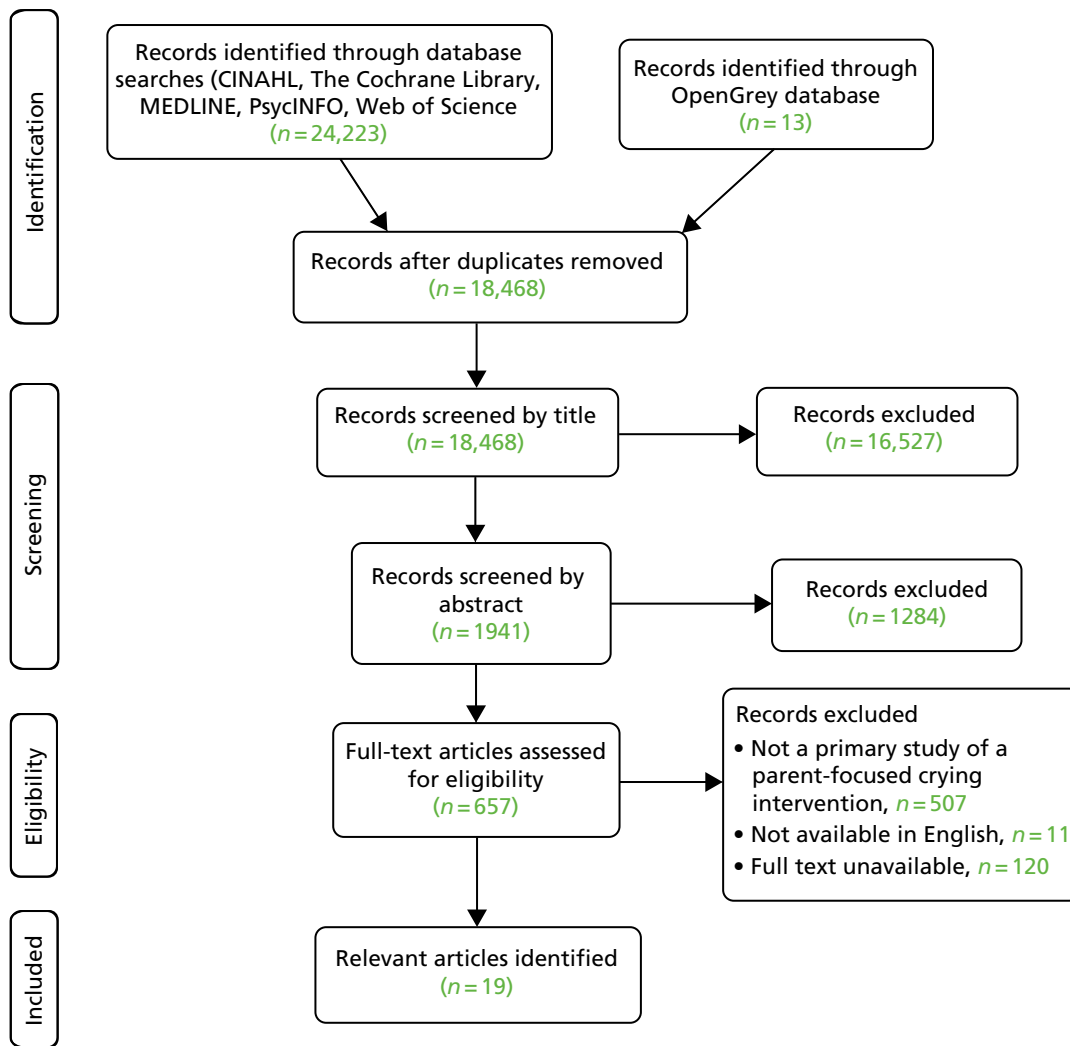 Identification
Records identified through database
searches (CINAHL, The Cochrane Library,
MEDLINE, PsycINFO, Web of Science
(n=24,223)
Records identified through
OpenGrey database
(n=13)
Records after duplicates removed
(n=18,468)
Screening
Records screened by title
(n=18,468)
Records excluded
(n=16,527)
Records screened by
abstract
(n=1941)
Records excluded
(n=1284)
Eligibility
Full-text articles assessed
for eligibility
(n=657)
Records excluded
• Not a primary study of a
parent-focused crying
intervention, n=507
• Not available in English, n=11
• Full text unavailable, n=120
Included
Relevant articles identified
(n=19)